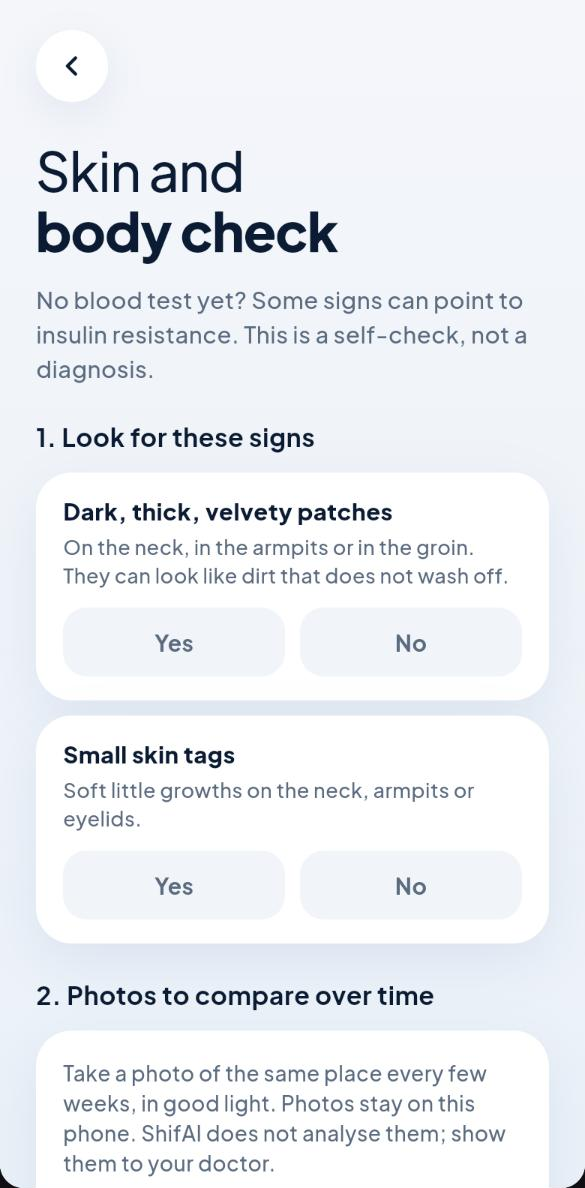 Skin and
body check
No blood test yet? Some signs can point to
insulin resistance. This is a self-check, not a
diagnosis.
1. Look for these signs
Dark, thick, velvety patches
On the neck, in the armpits or in the groin.
They can look like dirt that does not wash off.
Yes No
Small skin tags
Soft little growths on the neck, armpits or
eyelids.
Yes No
2. Photos to compare over time
Take a photo of the same place every few
weeks, in good light. Photos stay on this
phone. ShifAI does not analyse them; show
them to your doctor.